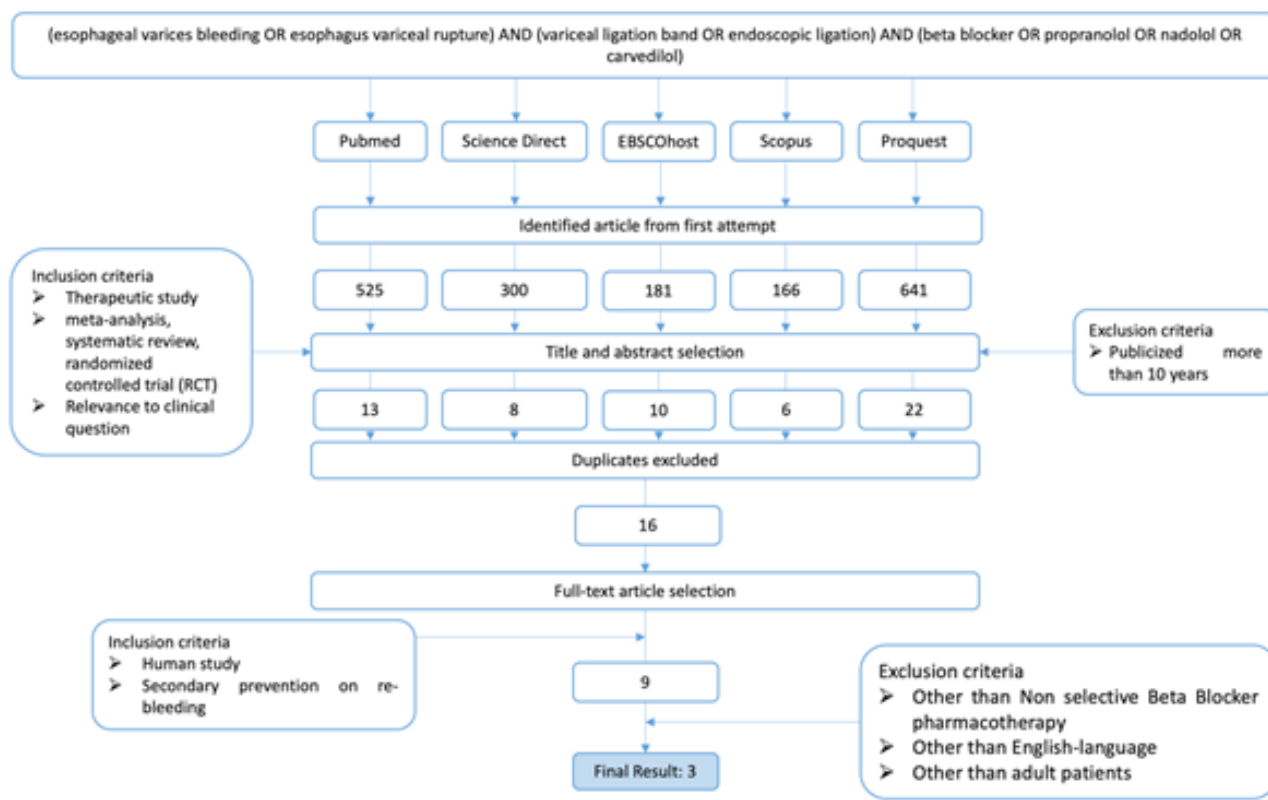 (esophageal varices bleeding OR esophagus variceal rupture) AND (variceal ligation band OR endoscopic ligation) AND (beta blocker OR propranolol OR nadolol OR
carvedilol)
Pubmed
Science Direct
EBSCOhost
Scopus
Proquest
Identified article from first attempt
525
300
181
166
641
Inclusion criteria
➤ Therapeutic study
➤ meta-analysis,
systematic review,
randomized
controlled trial (RCT)
➤ Relevance to clinical
question
Title and abstract selection
Exclusion criteria
➤ Publicized more
than 10 years
13
8
10
6
22
Duplicates excluded
16
Full-text article selection
Inclusion criteria
➤ Human study
➤ Secondary prevention on re-
bleeding
9
Exclusion criteria
➤ Other than Non selective Beta Blocker
pharmacotherapy
➤ Other than English-language
➤ Other than adult patients
Final Result: 3